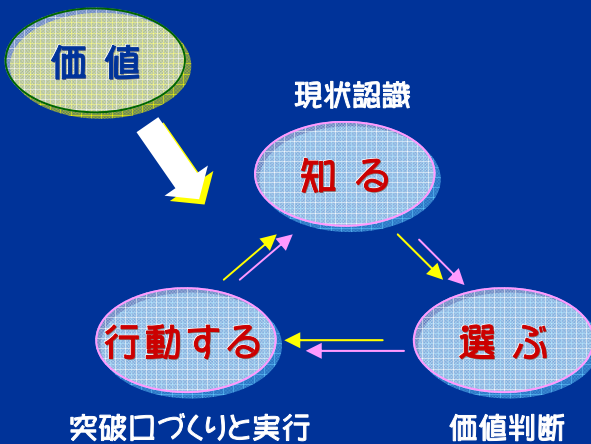 価 値
現状認識
知 る
行動する
選 ぶ
突破口づくりと実行
価値判断